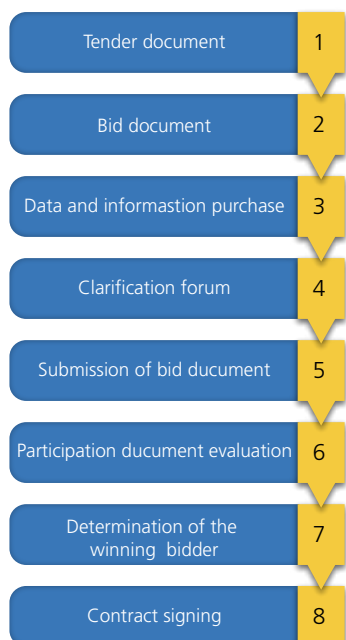 Tender document 1
Bid document 2
Data and informastion purchase 3
Clarification forum 4
Submission of bid ducument 5
Participation ducument evaluation 6
Determination of the
winning bidder 7
Contract signing 8